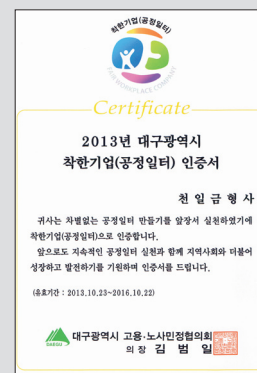 착한기업(공정일터)
FAIR WORKPLACE COMPANY
Certificate
2013년 대구광역시
착한기업(공정일터) 인증서
천일금형사
귀사는 차별없는 공정일터 만들기를 앞장서 실천하였기에
착한기업(공정일터)으로 인증합니다.
앞으로도 지속적인 공정일터 실천과 함께 지역사회와 더불어
성장하고 발전하기를 기원하며 인증서를 드립니다.
(유효기간 : 2013.10.23~2016.10.22)
DAEGU
대구광역시 고용·노사민정협의회
의장 김범일